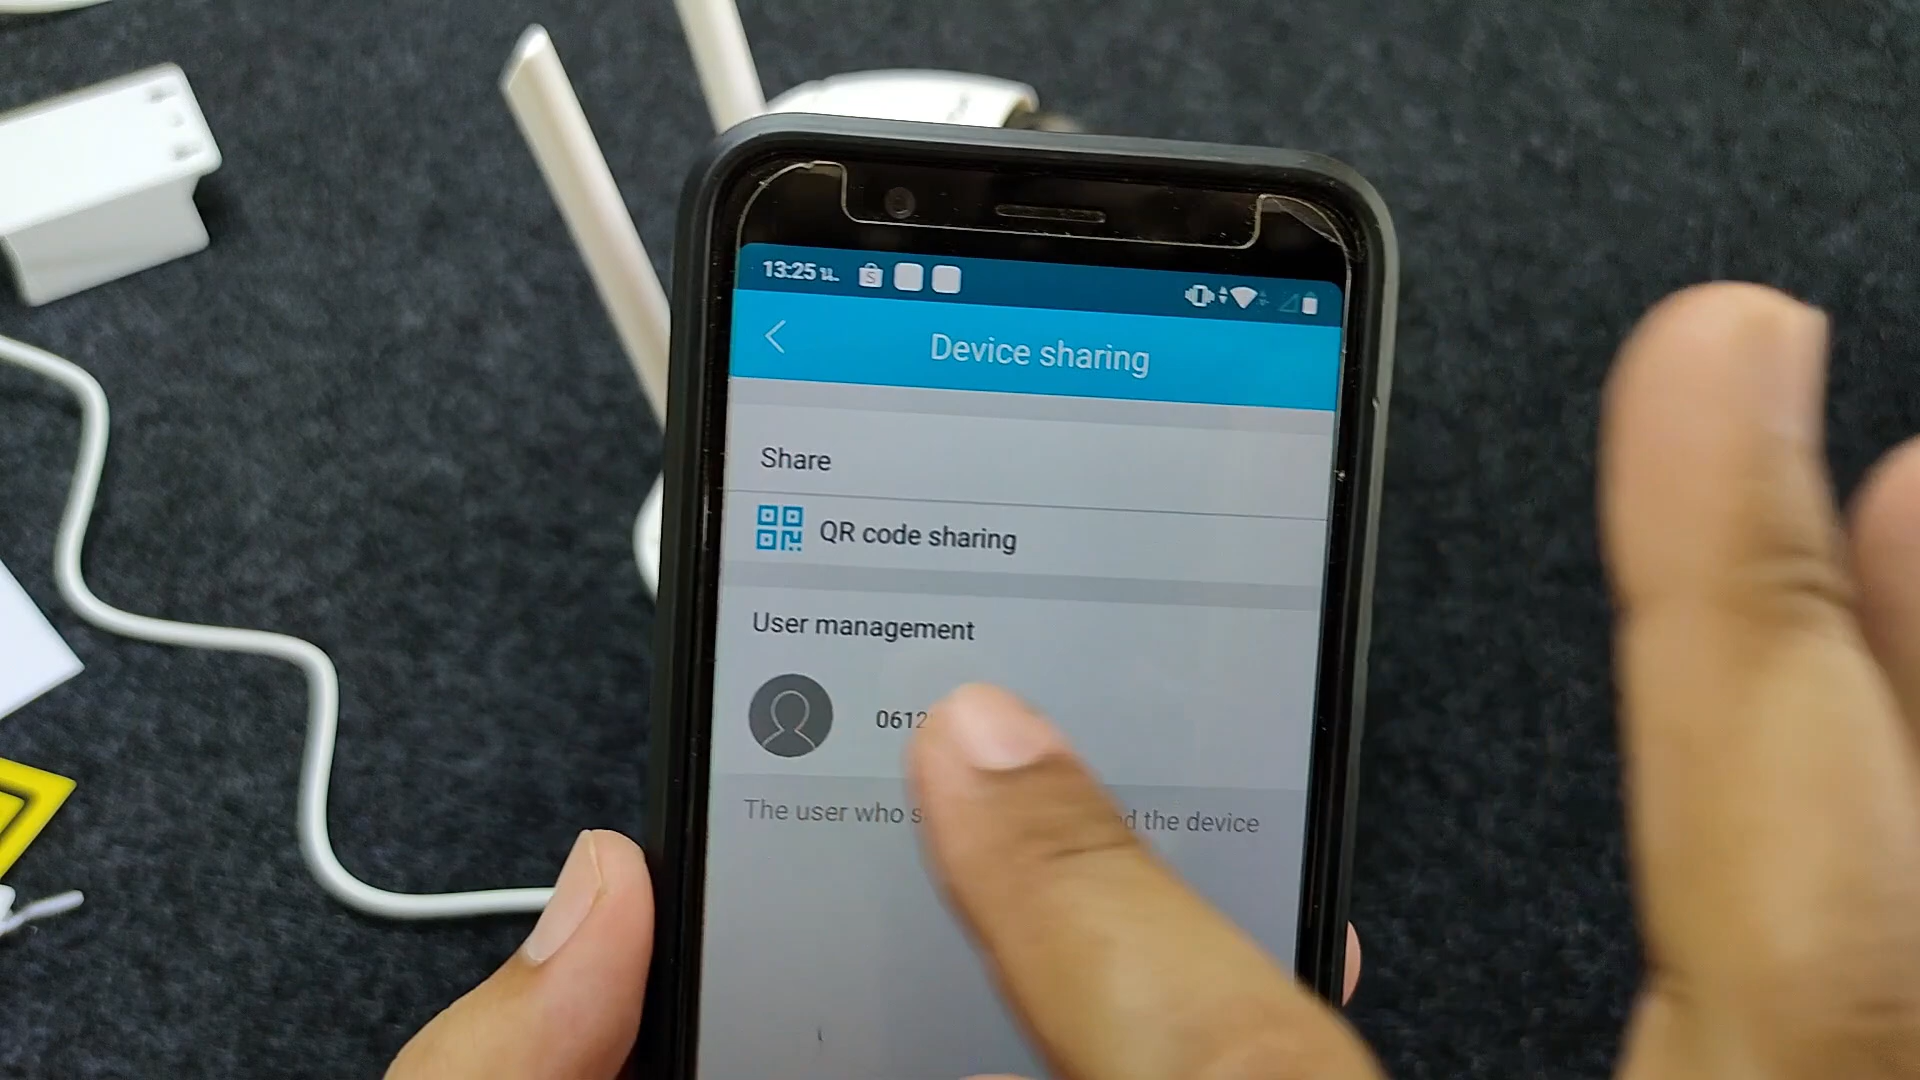 13:25 น.
Device sharing
Share
QR code sharing
User management
0612
The user who
the device